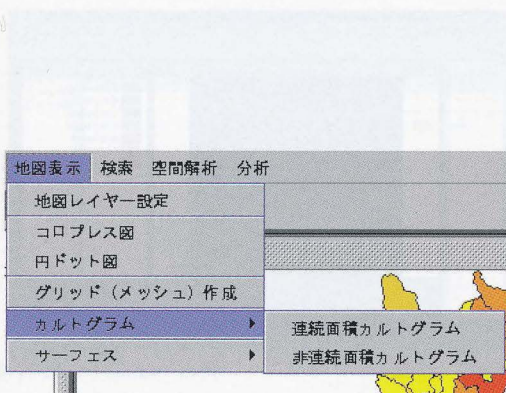 地図表示 検索 空間解析 分析
地図レイヤー設定
コロプレス図
円ドット図
グリッド（メッシュ）作成
カルトグラム
連続面積カルトグラム
サーフェス
非連続面積カルトグラム